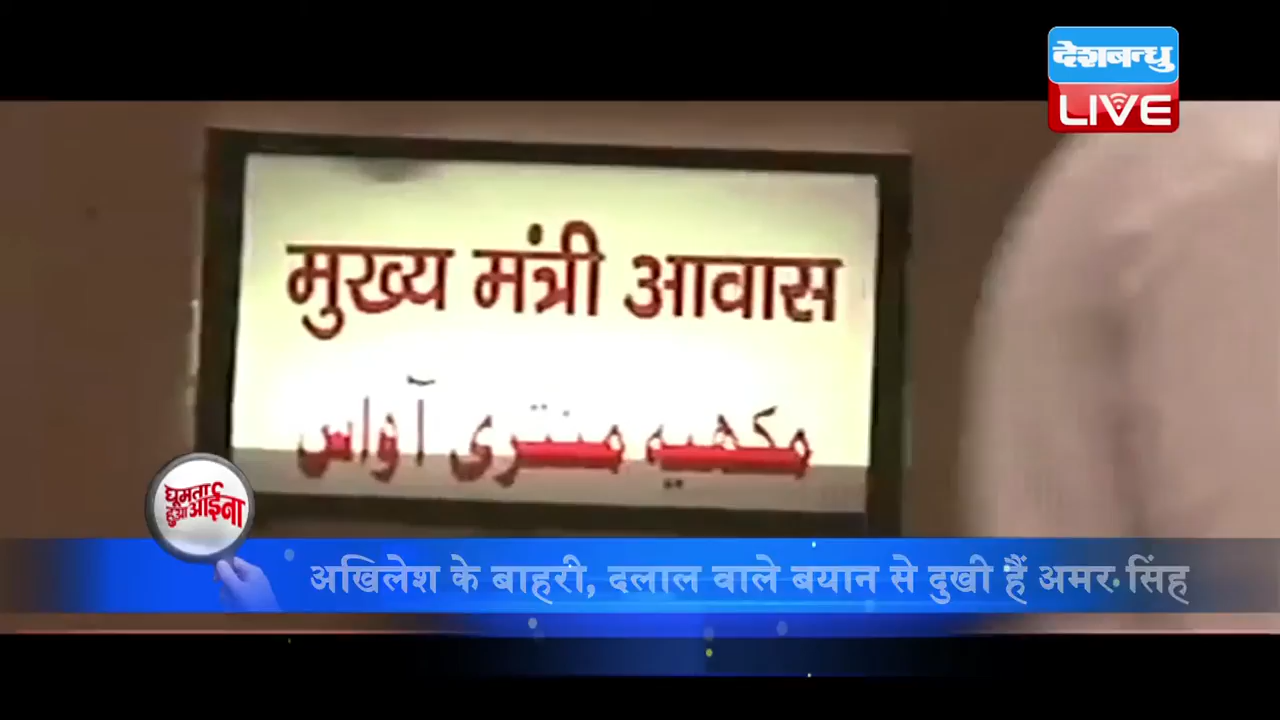 देशबन्धु
LIVE
मुख्य मंत्री आवास
مکھیہ منتری آواس
घूमता
हुआ आईना
अखिलेश के बाहरी, दलाल वाले बयान से दुखी हैं अमर सिंह